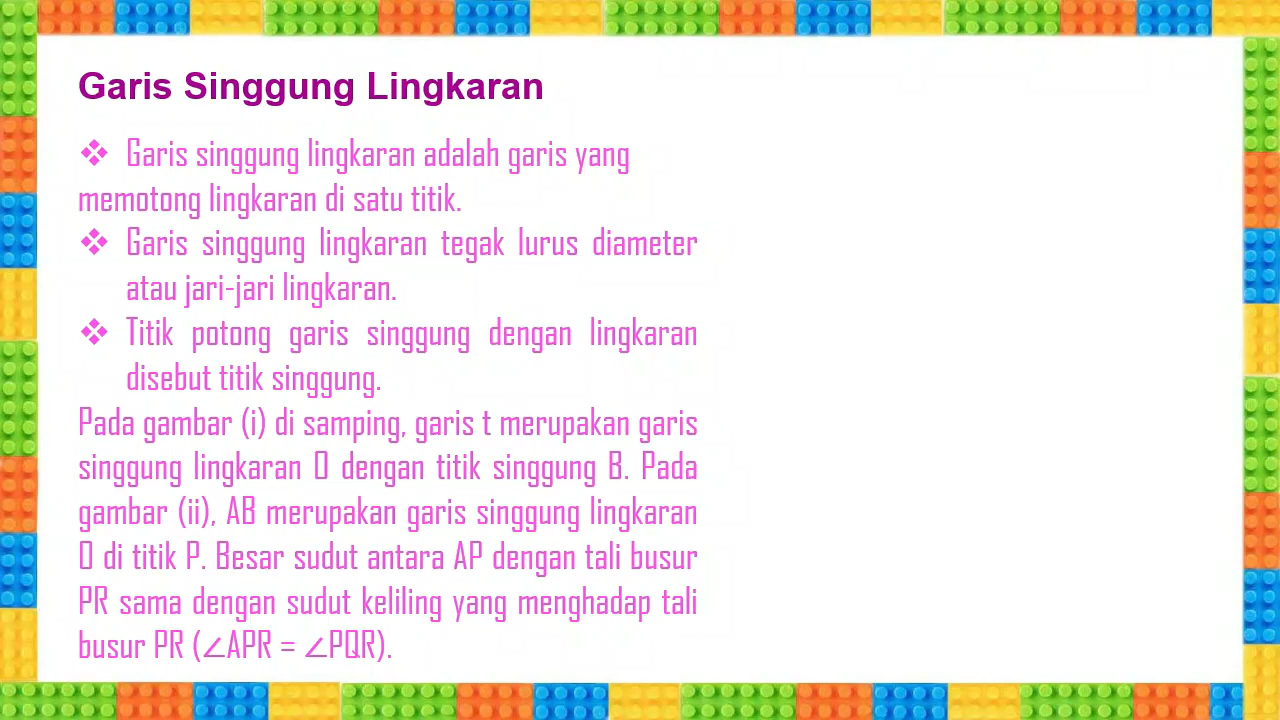 Garis Singgung Lingkaran
❖ Garis singgung lingkaran adalah garis yang
memotong lingkaran di satu titik.
❖ Garis singgung lingkaran tegak lurus diameter
atau jari-jari lingkaran.
❖ Titik potong garis singgung dengan lingkaran
disebut titik singgung.
Pada gambar (i) di samping, garis t merupakan garis
singgung lingkaran O dengan titik singgung B. Pada
gambar (ii), AB merupakan garis singgung lingkaran
O di titik P. Besar sudut antara AP dengan tali busur
PR sama dengan sudut keliling yang menghadap tali
busur PR (∠APR = ∠PQR).